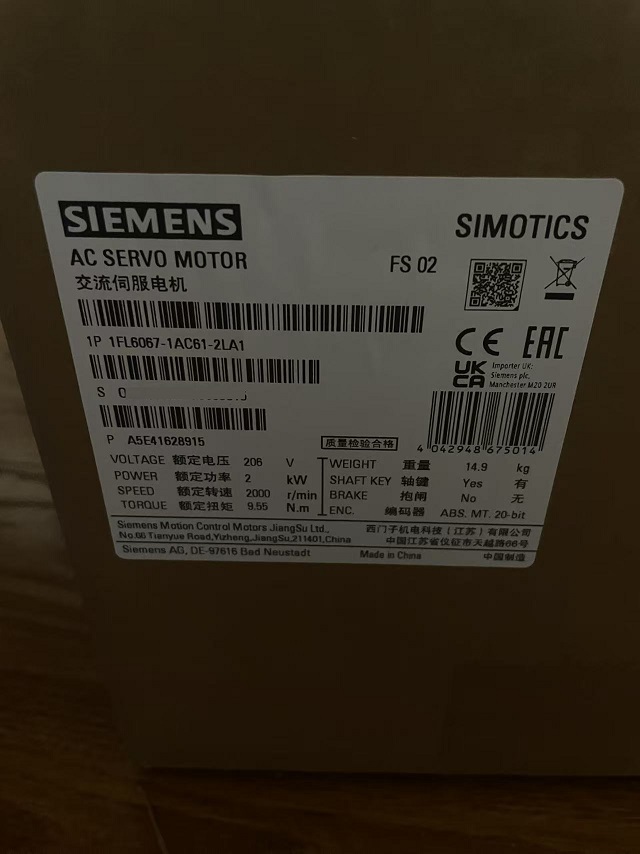 SIEMENS
SIMOTICS
AC SERVO MOTOR
FS 02
交流伺服电机
1P 1FL6067-1AC61-2LA1
CE EAC
UK
CA
Importer UK:
Siemens plc,
Manchester M20 2UR
S
P A5E41628915
质量检验合格
4 042948 675014
VOLTAGE 额定电压 206 V
POWER 额定功率 2 kW
SPEED 额定转速 2000 r/min
TORQUE 额定扭矩 9.55 N.m
WEIGHT 重量 14.9 kg
SHAFT KEY 轴键 Yes 有
BRAKE 抱闸 No 无
ENC. 编码器 ABS. MT. 20-bit
Siemens Motion Control Motors JiangSu Ltd.,
No.66 Tianyue Road,Yizheng,JiangSu,211401,China
西门子机电科技（江苏）有限公司
中国江苏省仪征市天越路66号
Siemens AG, DE-97616 Bad Neustadt
Made in China
中国制造